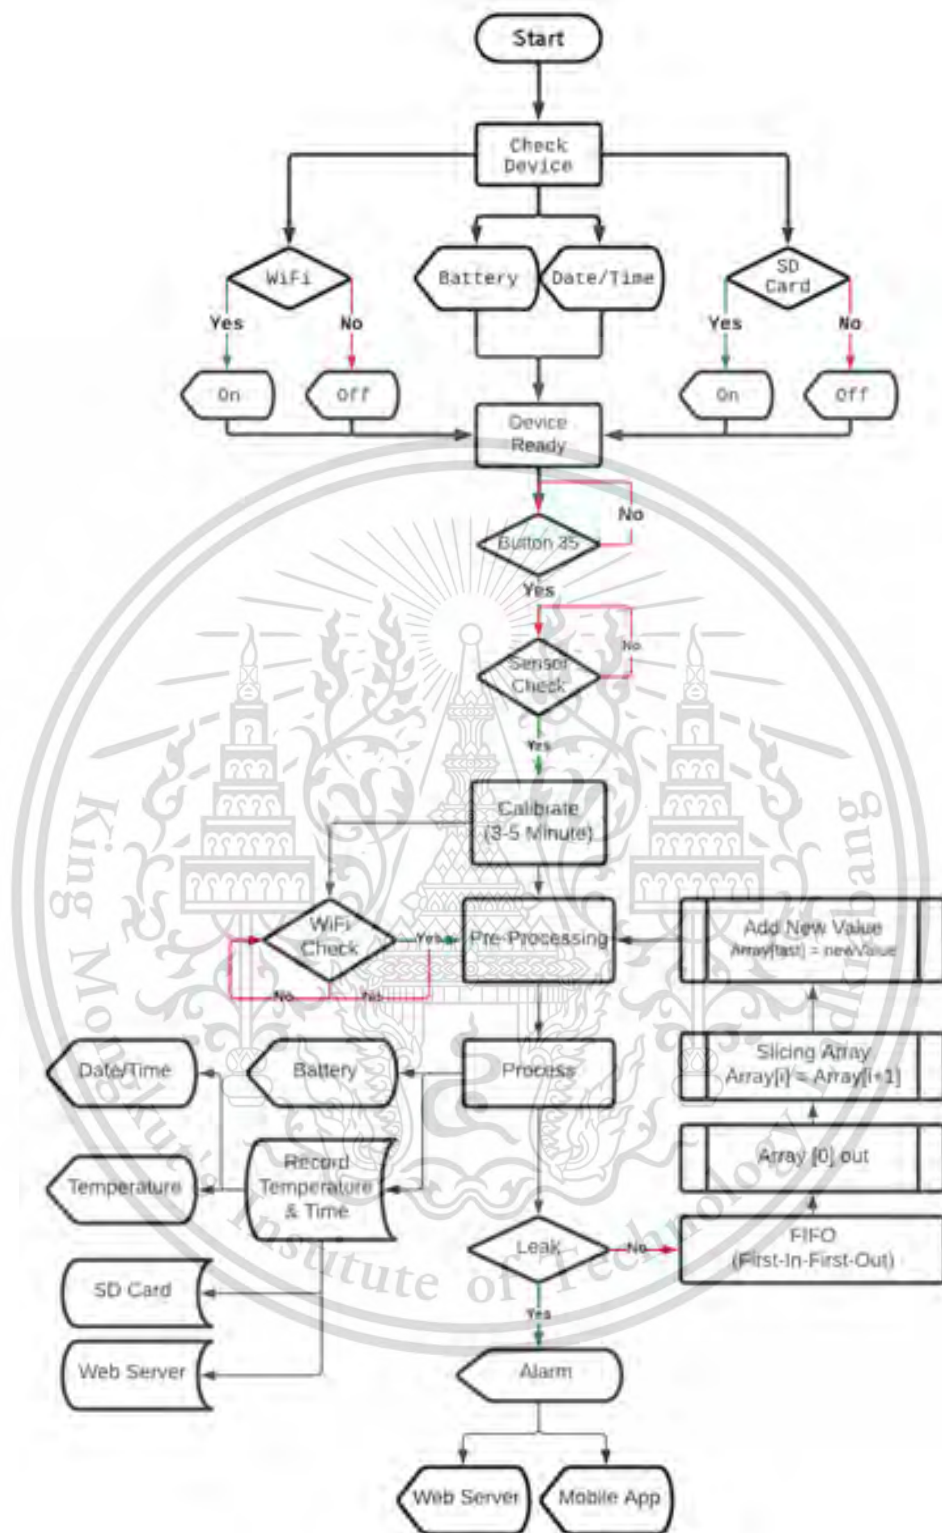 Start
Check
Device
WiFi
Battery
Date/Time
SD
Card
Yes
No
Yes
No
On
Off
On
Off
Device
Ready
No
Button 35
Yes
No
Sensor
Check
Yes
Calibrate
(3-5 Minute)
WiFi
Check
Yes
Pre-Processing
Add New Value
Array[last] = newValue
No
No
Date/Time
Battery
Process
Slicing Array
Array[i] = Array[i+1]
Temperature
Record
Temperature
& Time
Array [0] out
Leak
No
FIFO
(First-In-First-Out)
SD Card
Yes
Web Server
Alarm
Web Server
Mobile App
King Mongkut's Institute of Technology Ladkrabang